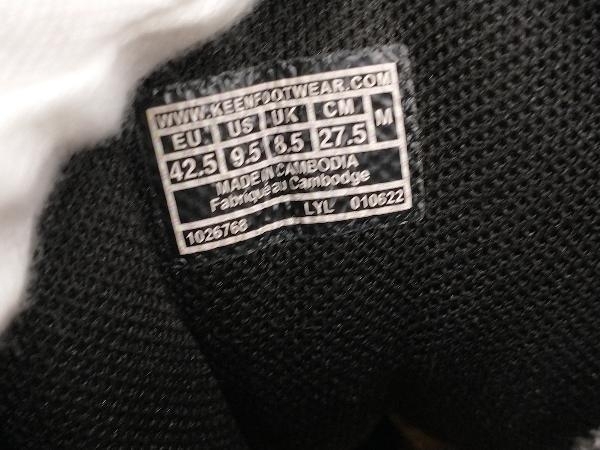 WWW.KEENFOOTWEAR.COM
EU US UK CM M
42.5 9.5 8.5 27.5
MADE IN CAMBODIA
Fabriqué au Cambodge
1026768 LYL 010622